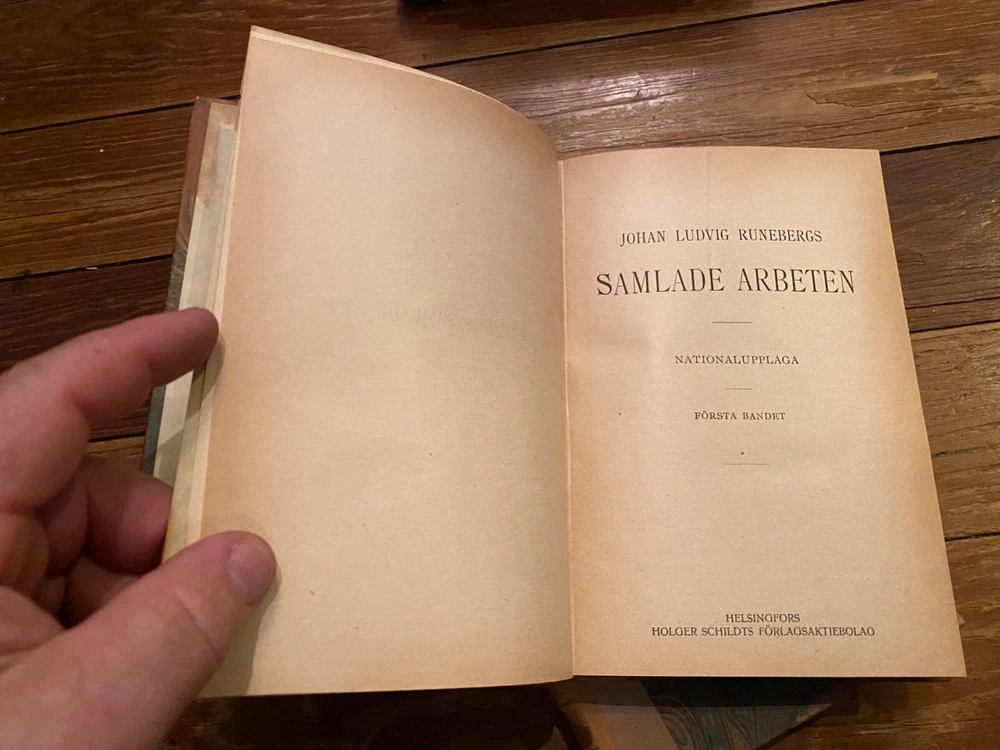 JOHAN LUDVIG RUNEBERGS
SAMLADE ARBETEN
NATIONALUPPLAGA
FÖRSTA BANDET
HELSINGFORS
HOLGER SCHILDTS FÖRLAGSAKTIEBOLAG